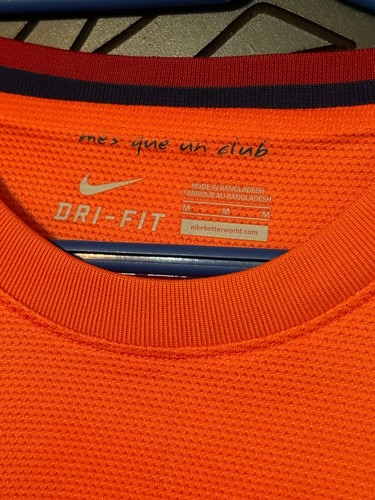 més que un club
DRI-FIT
MADE IN BANGLADESH
FABRIQUÉ AU BANGLADESH
M M M
nikebetterworld.com